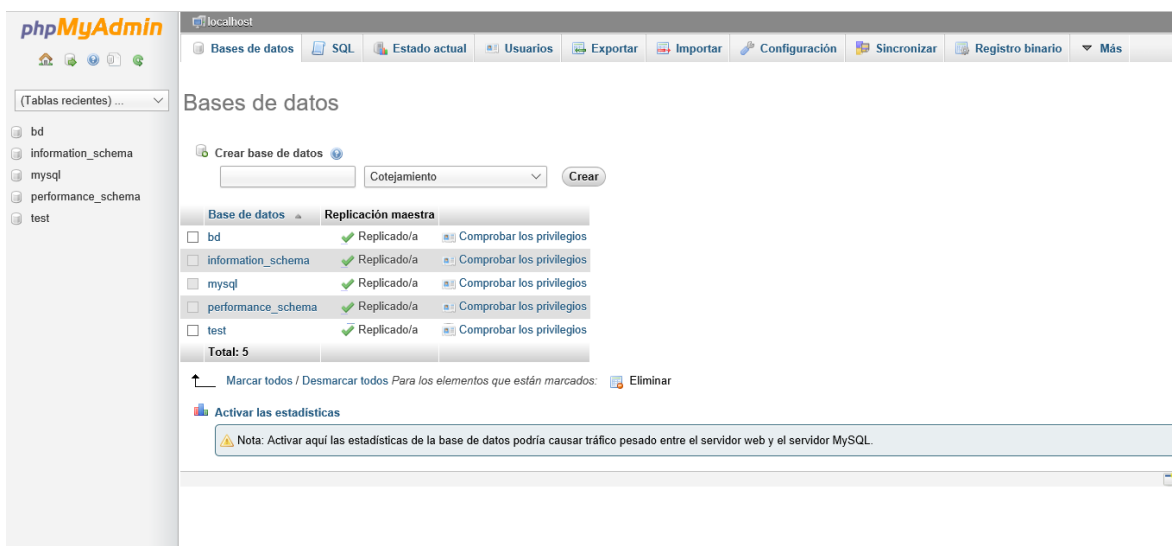 phpMyAdmin
(Tablas recientes) ...
bd
information_schema
mysql
performance_schema
test
localhost
Bases de datos SQL Estado actual Usuarios Exportar Importar Configuración Sincronizar Registro binario Más
Bases de datos
Crear base de datos
Cotejamiento Crear
Base de datos Replicación maestra
bd Replicado/a Comprobar los privilegios
information_schema Replicado/a Comprobar los privilegios
mysql Replicado/a Comprobar los privilegios
performance_schema Replicado/a Comprobar los privilegios
test Replicado/a Comprobar los privilegios
Total: 5
Marcar todos / Desmarcar todos Para los elementos que están marcados: Eliminar
Activar las estadísticas
Nota: Activar aquí las estadísticas de la base de datos podría causar tráfico pesado entre el servidor web y el servidor MySQL.